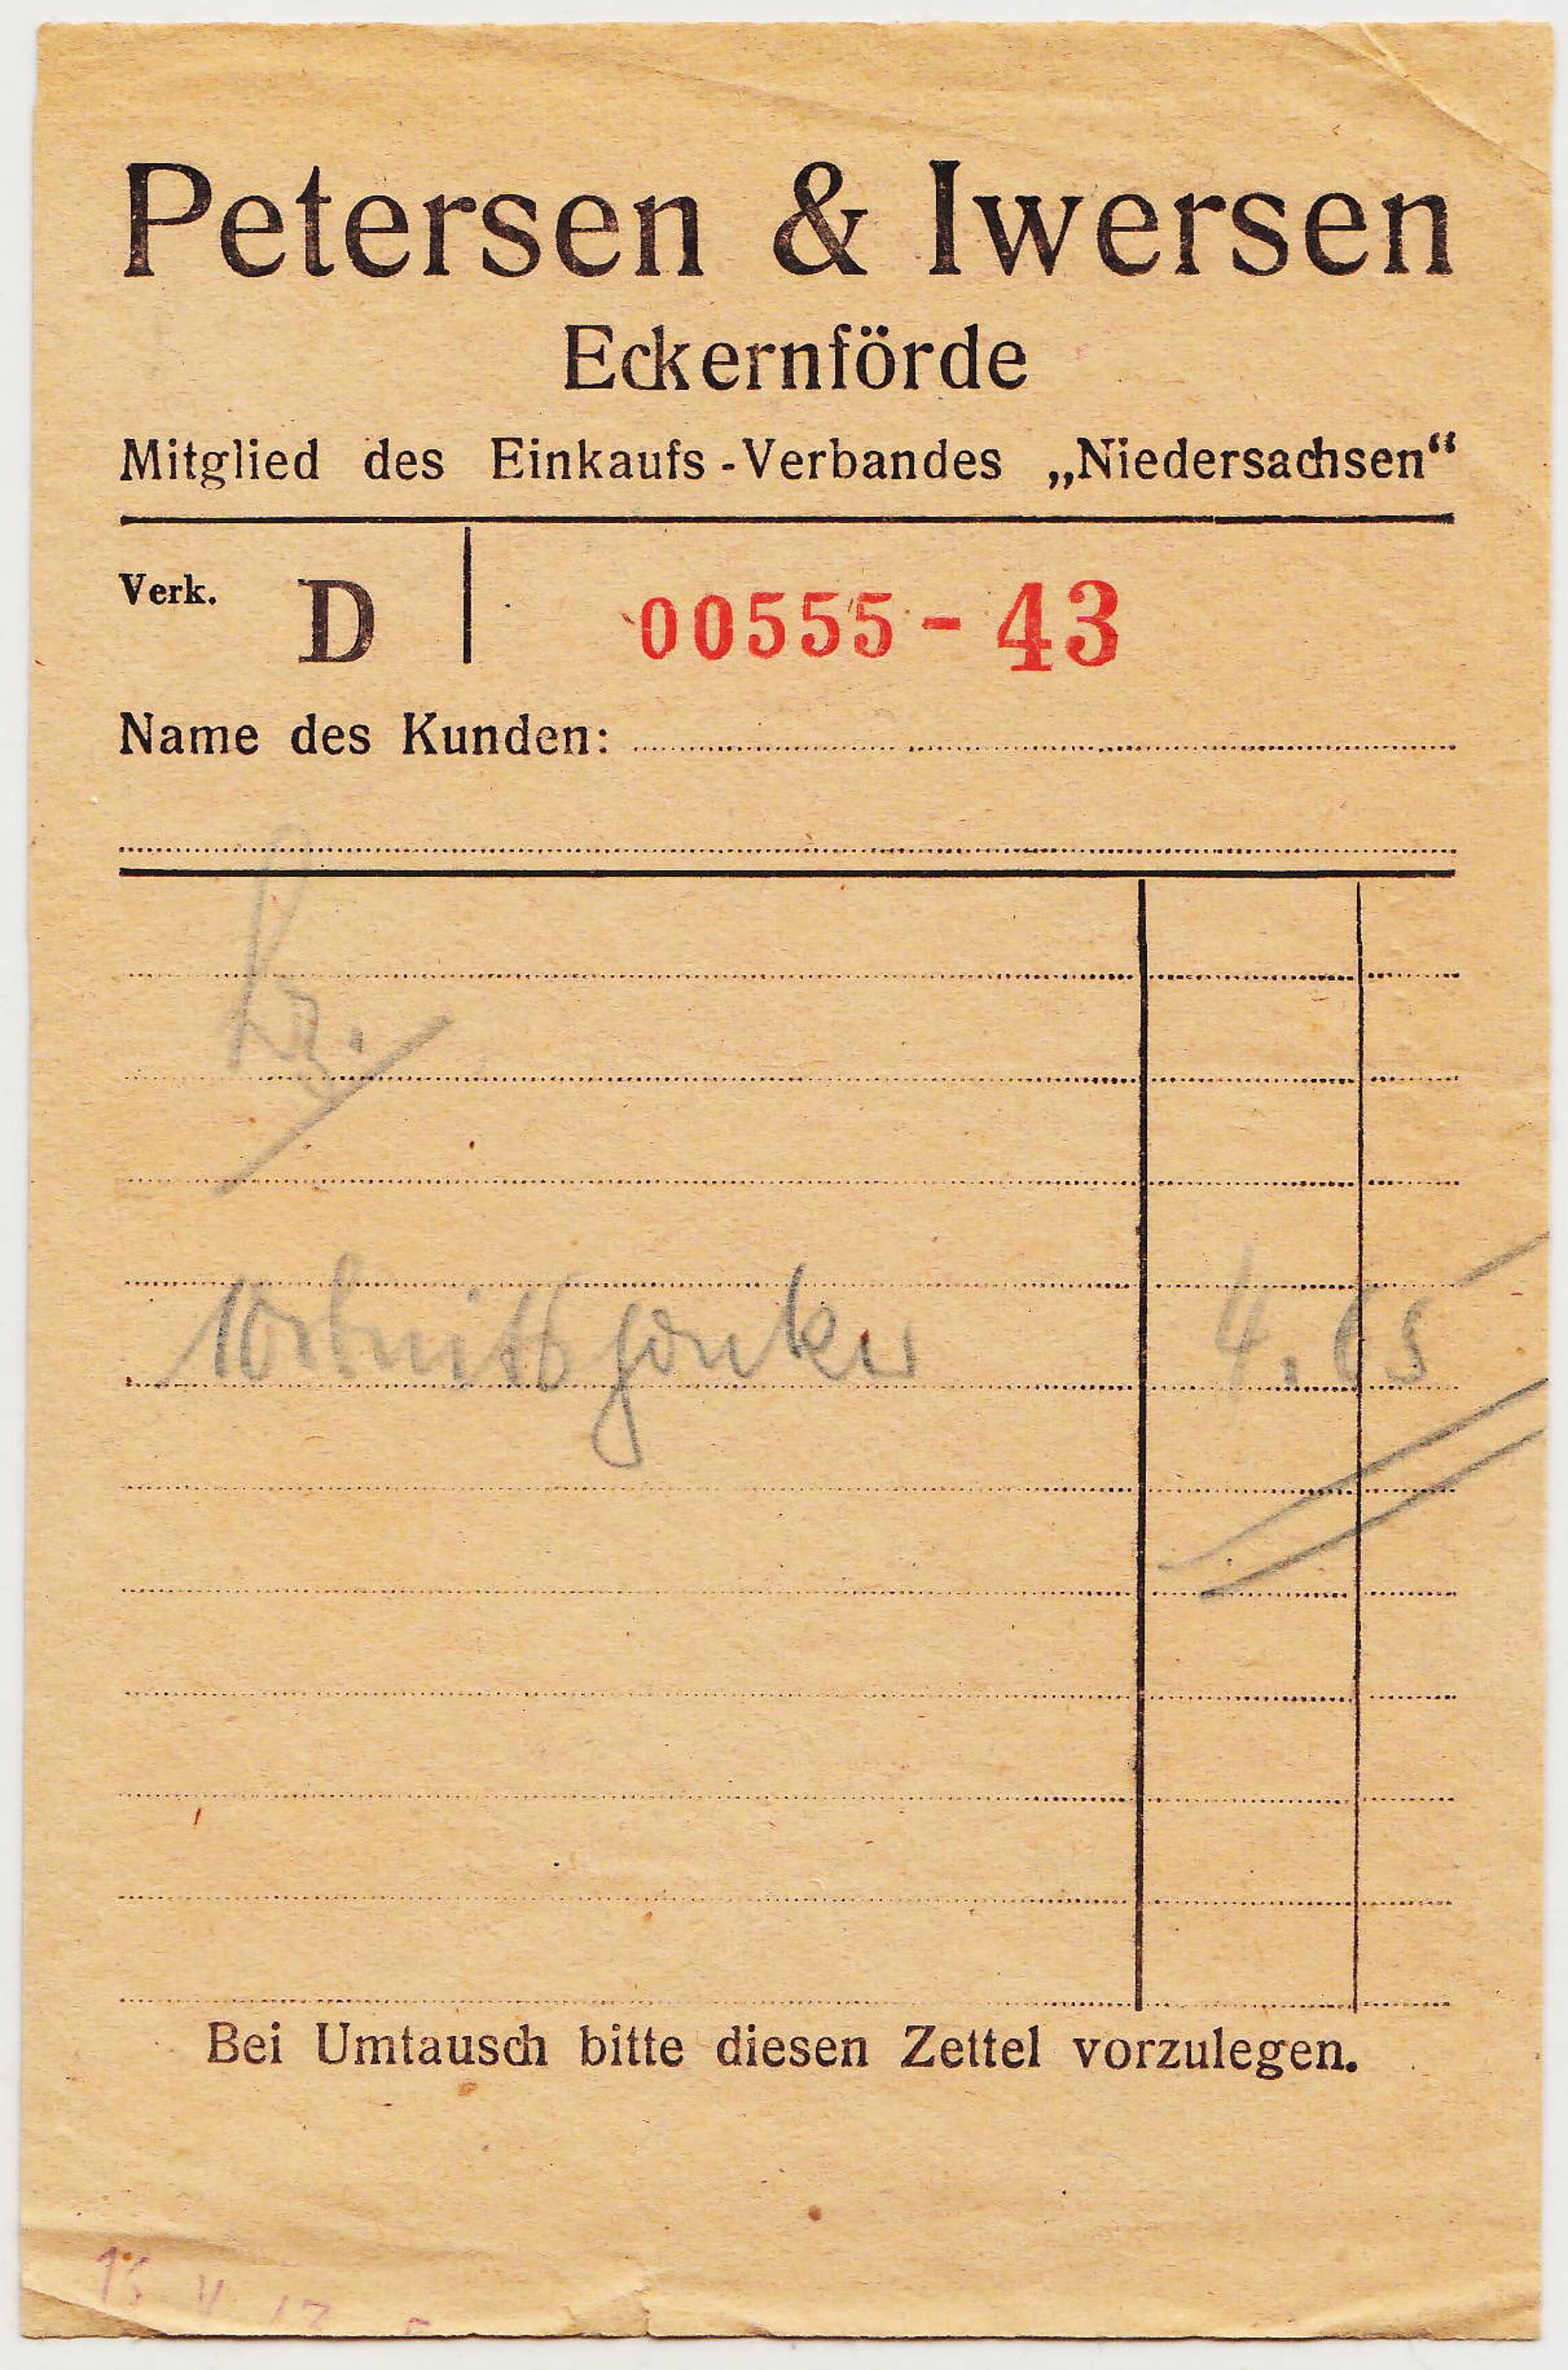 Petersen & Iwersen
Eckernförde
Mitglied des Einkaufs-Verbandes „Niedersachsen“
Verk. D 00555-43
Name des Kunden:
4.65
Bei Umtausch bitte diesen Zettel vorzulegen.